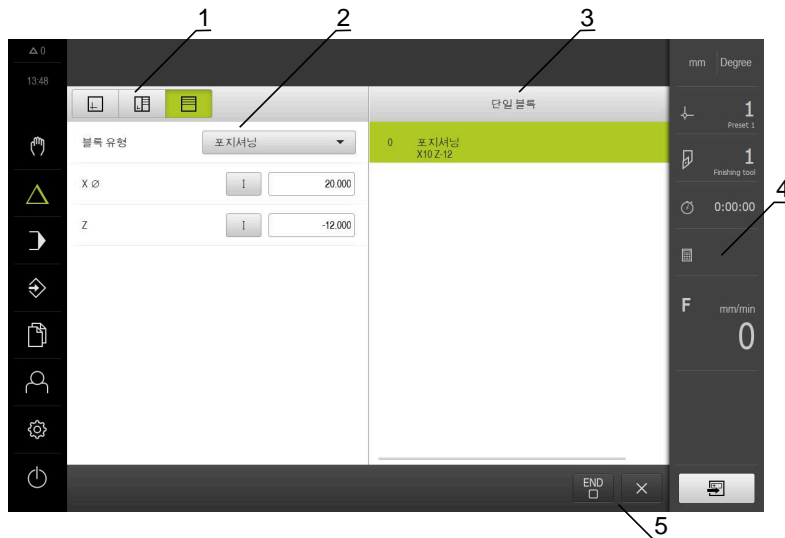 1
2
3
0
13:48
mm Degree
블록 유형
포지셔닝
X Ø
I
20.000
Z
I
-12.000
단일 블록
0 포지셔닝
X10 Z-12
1
Preset 1
1
Finishing tool
0:00:00
4
F mm/min
0
END
5